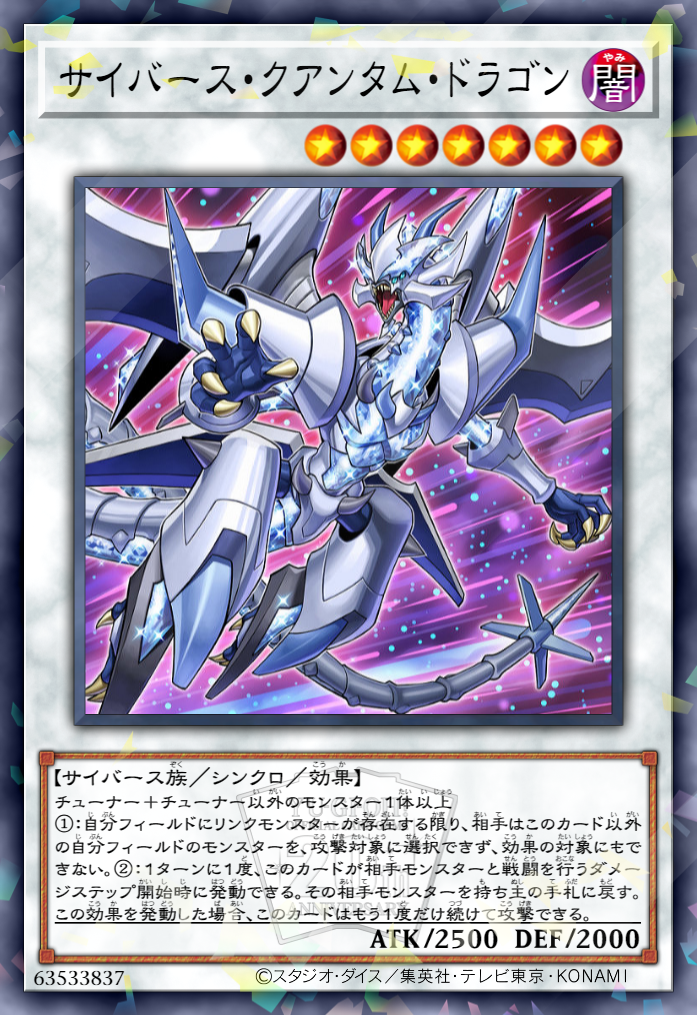 サイバース・クアンタム・ドラゴン
闇
やみ
【サイバース族／シンクロ／効果】
チューナー＋チューナー以外のモンスター１体以上
①：自分フィールドにリンクモンスターが存在する限り、相手はこのカード以外
の自分フィールドのモンスターを、攻撃対象に選択できず、効果の対象にもで
きない。②：１ターンに１度、このカードが相手モンスターと戦闘を行うダメー
ジステップ開始時に発動できる。その相手モンスターを持ち主の手札に戻す。
この効果を発動した場合、このカードはもう１度だけ続けて攻撃できる。
ATK/2500 DEF/2000
63533837
©スタジオ・ダイス／集英社・テレビ東京・KONAMI
ANNIVERSARY